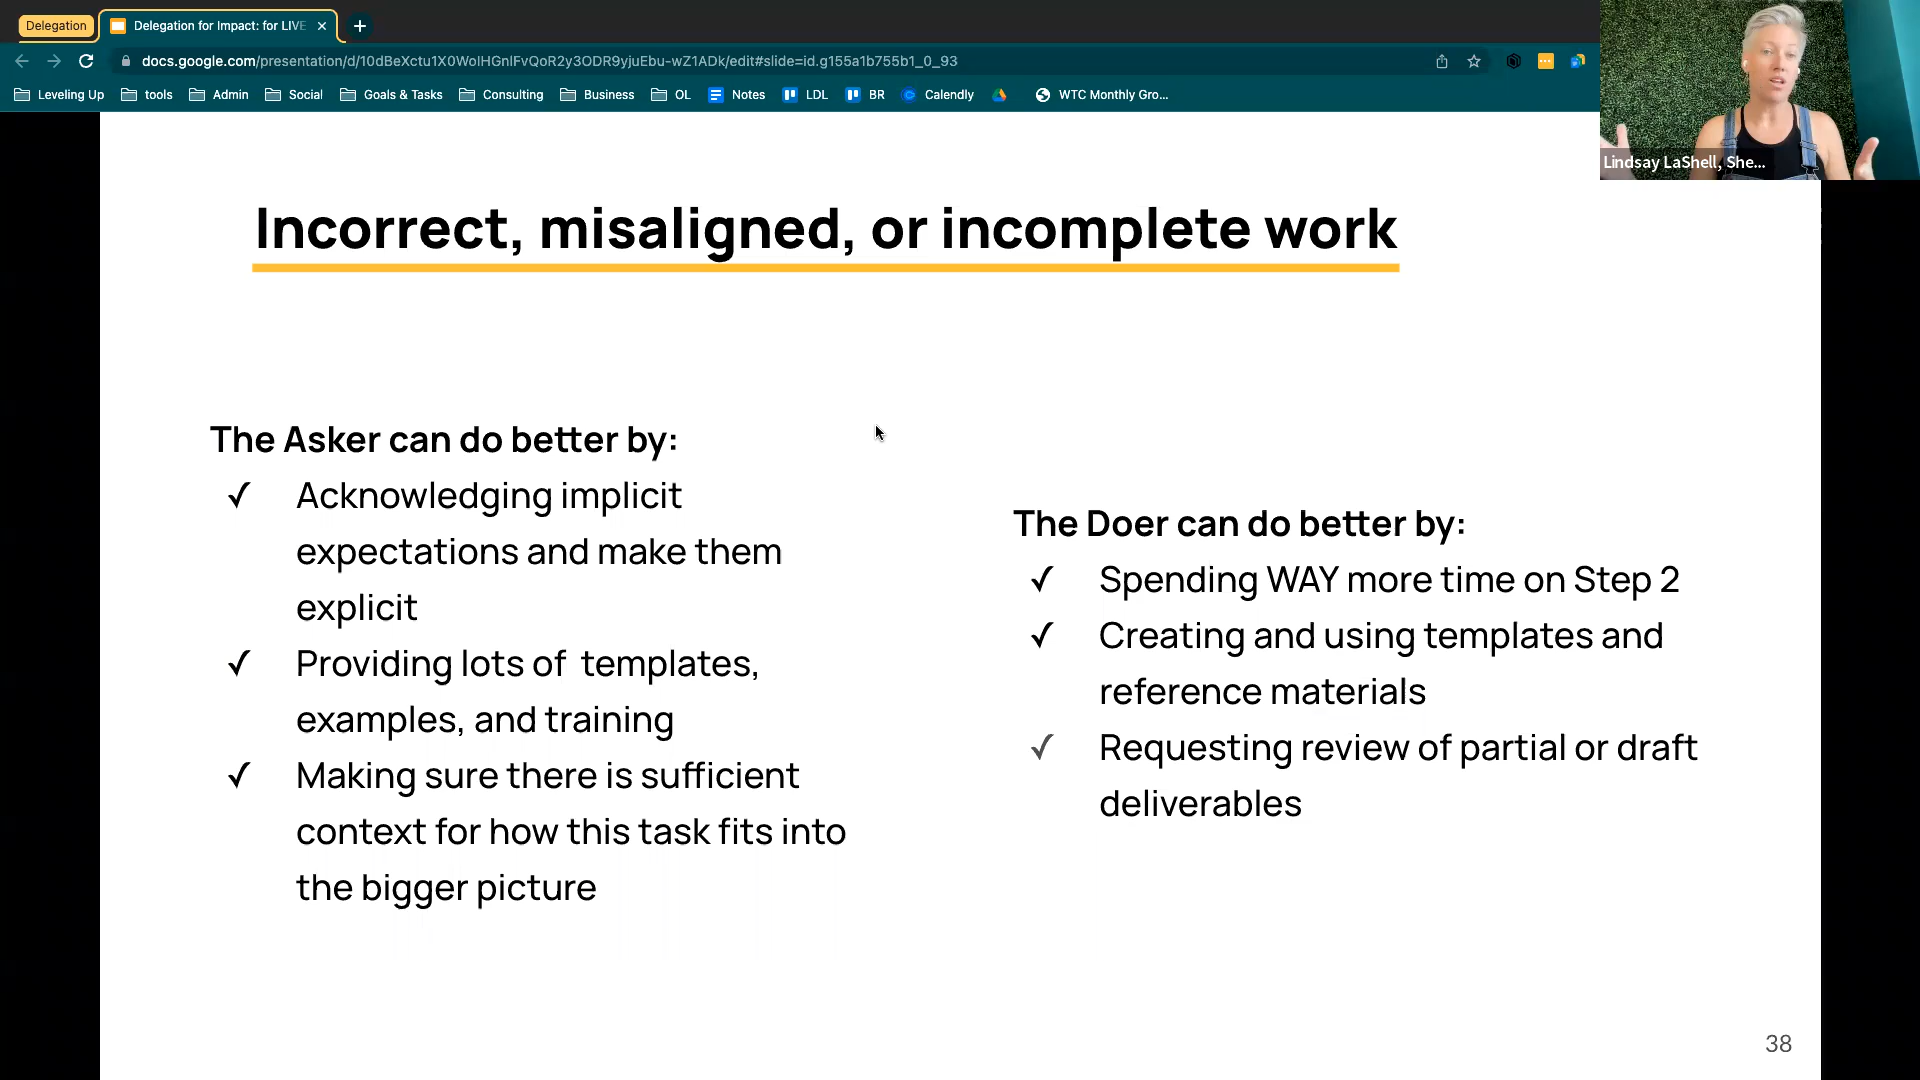 Delegation
Delegation for Impact: for LIVE
docs.google.com/presentation/d/10dBeXctu1X0WolHGnlFvQoR2y3ODR9yjuEbu-wZ1ADk/edit#slide=id.g155a1b755b1_0_93
Leveling Up tools Admin Social Goals & Tasks Consulting Business OL Notes LDL BR Calendly WTC Monthly Gro...
Lindsay LaShell, She...
Incorrect, misaligned, or incomplete work
The Asker can do better by:
✓ Acknowledging implicit
expectations and make them
explicit
✓ Providing lots of templates,
examples, and training
✓ Making sure there is sufficient
context for how this task fits into
the bigger picture
The Doer can do better by:
✓ Spending WAY more time on Step 2
✓ Creating and using templates and
reference materials
✓ Requesting review of partial or draft
deliverables
38